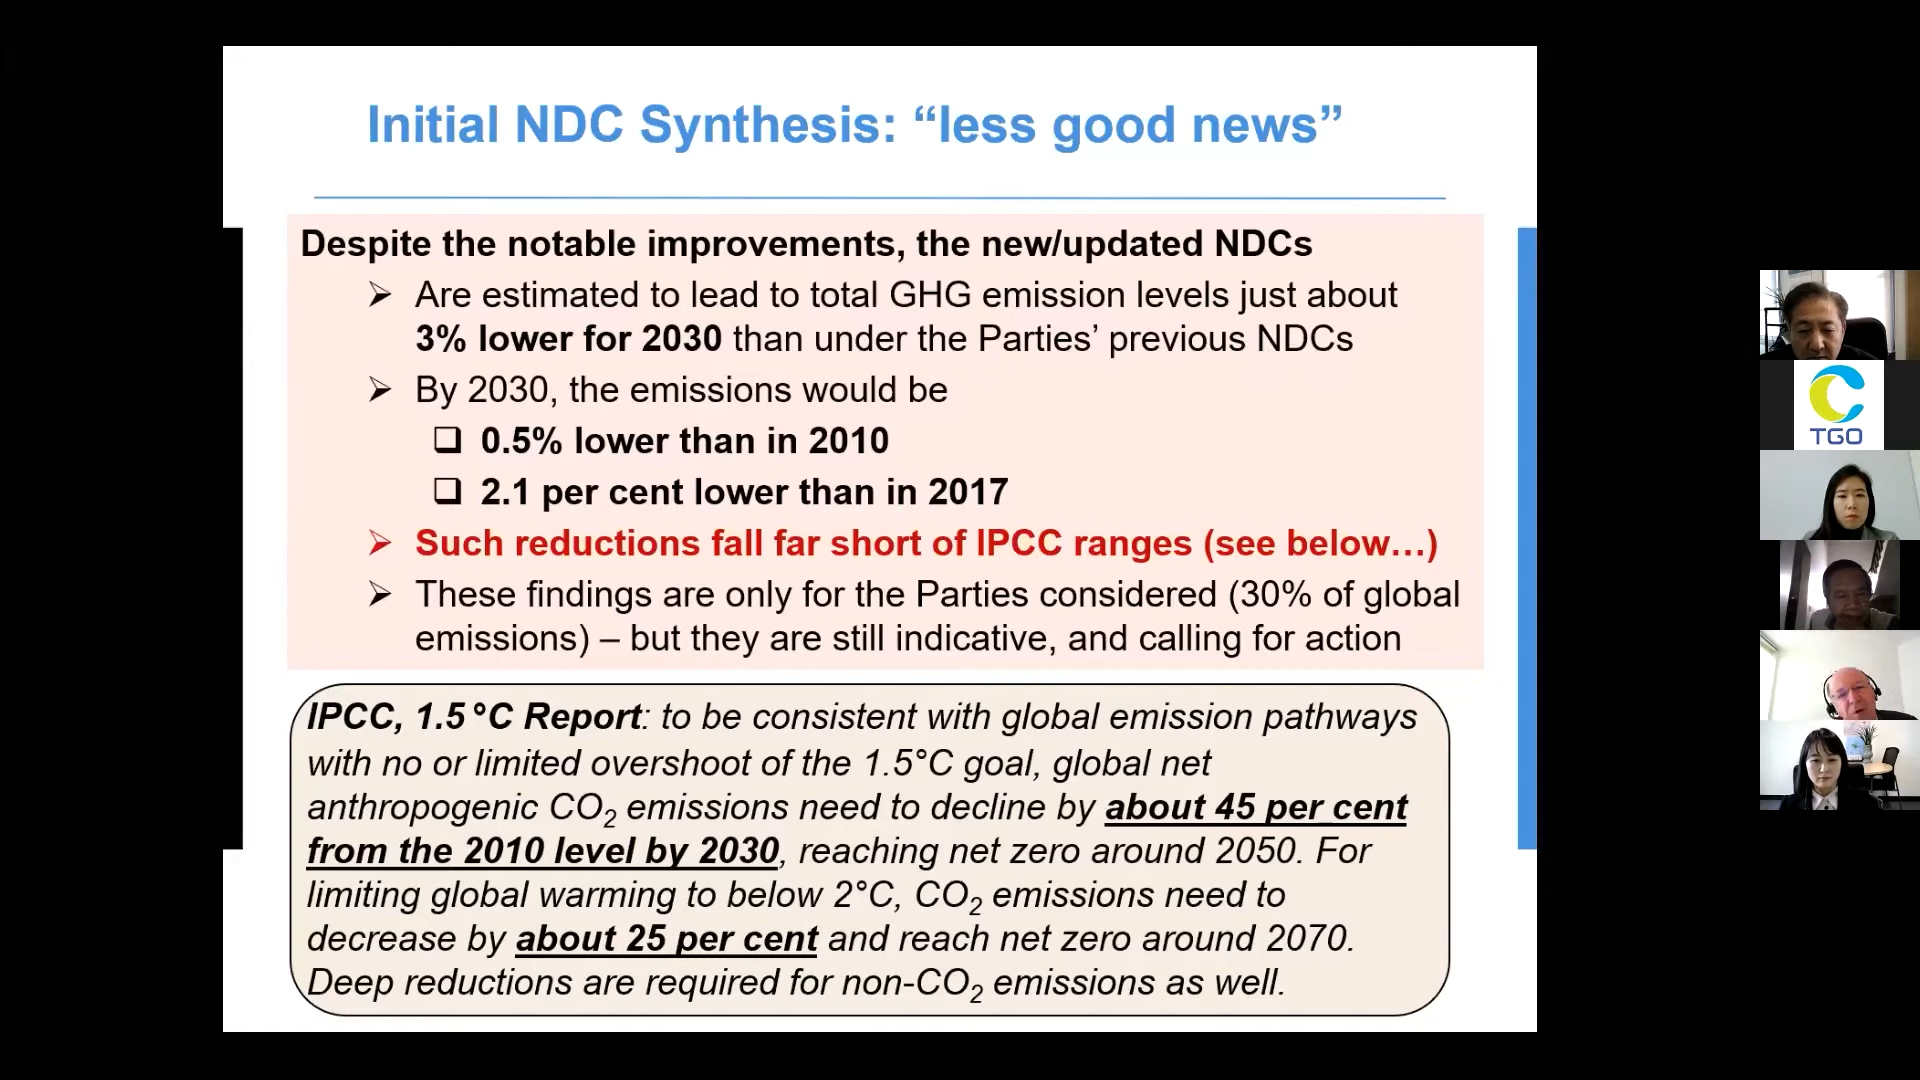 Initial NDC Synthesis: “less good news”
Despite the notable improvements, the new/updated NDCs
➢ Are estimated to lead to total GHG emission levels just about
3% lower for 2030 than under the Parties’ previous NDCs
➢ By 2030, the emissions would be
❑ 0.5% lower than in 2010
❑ 2.1 per cent lower than in 2017
➢ Such reductions fall far short of IPCC ranges (see below…)
➢ These findings are only for the Parties considered (30% of global
emissions) – but they are still indicative, and calling for action
IPCC, 1.5°C Report: to be consistent with global emission pathways
with no or limited overshoot of the 1.5°C goal, global net
anthropogenic CO₂ emissions need to decline by about 45 per cent
from the 2010 level by 2030, reaching net zero around 2050. For
limiting global warming to below 2°C, CO₂ emissions need to
decrease by about 25 per cent and reach net zero around 2070.
Deep reductions are required for non-CO₂ emissions as well.
TGO